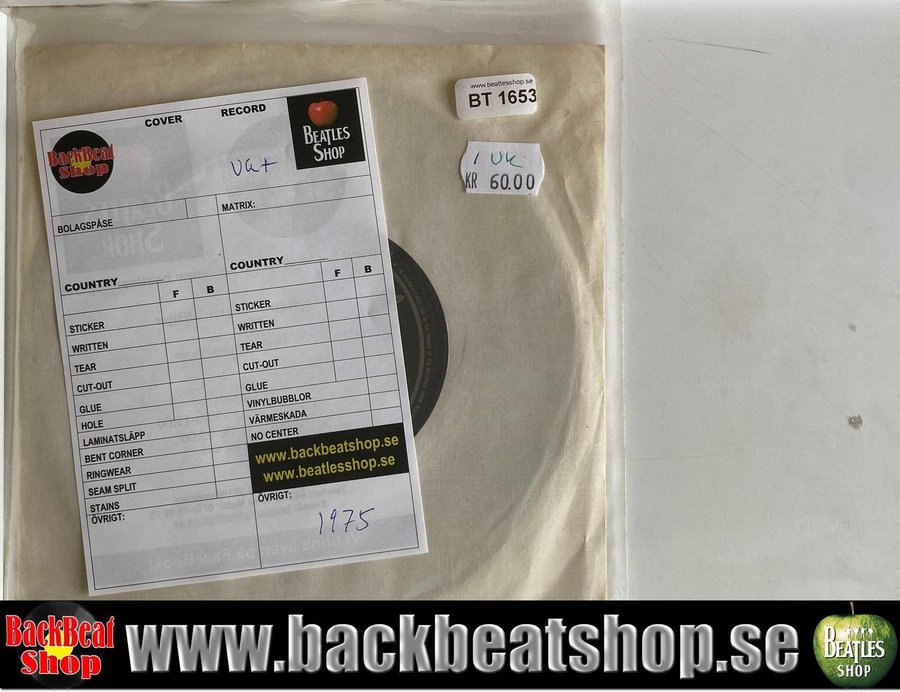 www.beatlesshop.se
BT 1653
1 UK
KR 60.00
COVER RECORD
BackBeat
Shop
BEATLES
SHOP
VG+
BOLAGSPÅSE
MATRIX:
COUNTRY
COUNTRY
F B
F B
STICKER
WRITTEN
TEAR
CUT-OUT
GLUE
HOLE
LAMINATSLÄPP
BENT CORNER
RINGWEAR
SEAM SPLIT
STAINS
ÖVRIGT:
STICKER
WRITTEN
TEAR
CUT-OUT
GLUE
VINYLBUBBLOR
VÄRMESKADA
NO CENTER
www.backbeatshop.se
www.beatlesshop.se
ÖVRIGT:
1975
BackBeat
Shop
www.backbeatshop.se
BEATLES
SHOP